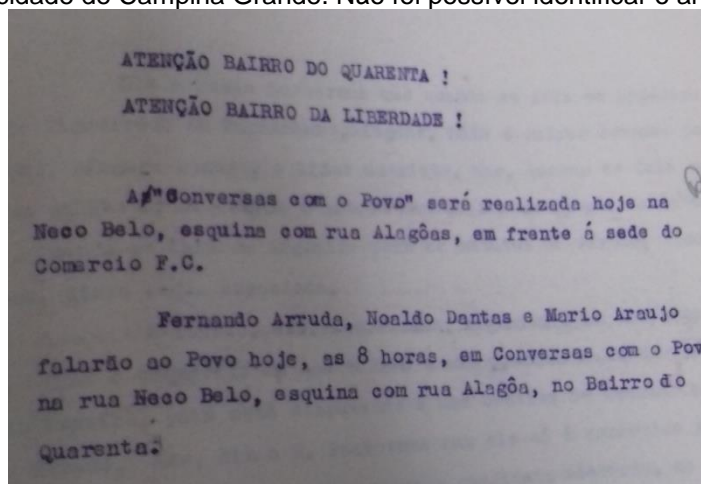 cidade de Campina Grande. Não foi possível identificar o
ATENÇÃO BAIRRO DO QUARENTA !
ATENÇÃO BAIRRO DA LIBERDADE !
A "Conversas com o Povo" será realizada hoje na
Neco Belo, esquina com rua Alagôas, em frente á sede do
Comercio F.C.
Fernando Arruda, Noaldo Dantas e Mario Araujo
falarão ao Povo hoje, as 8 horas, em Conversas com o Pov
na rua Neco Belo, esquina com rua Alagôa, no Bairro do
Quarenta.